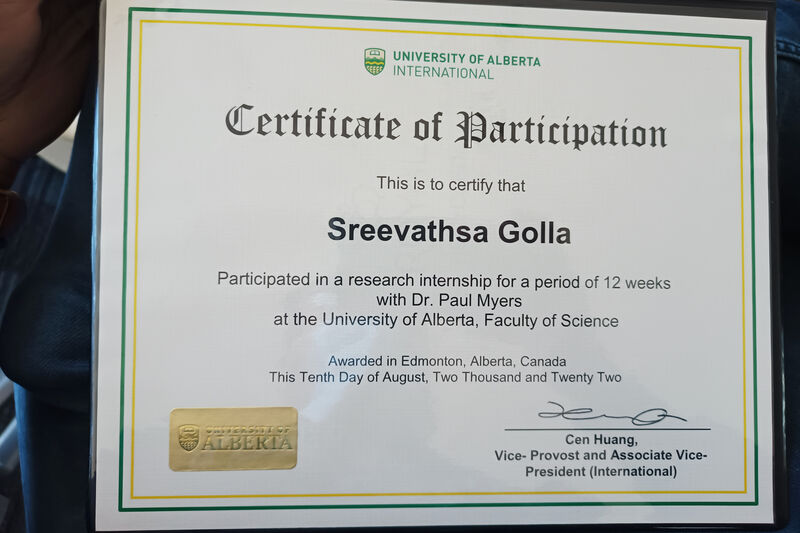 UNIVERSITY OF ALBERTA
INTERNATIONAL
Certificate of Participation
This is to certify that
Sreevathsa Golla
Participated in a research internship for a period of 12 weeks
with Dr. Paul Myers
at the University of Alberta, Faculty of Science
Awarded in Edmonton, Alberta, Canada
This Tenth Day of August, Two Thousand and Twenty Two
UNIVERSITY OF
ALBERTA
Cen Huang,
Vice- Provost and Associate Vice-
President (International)